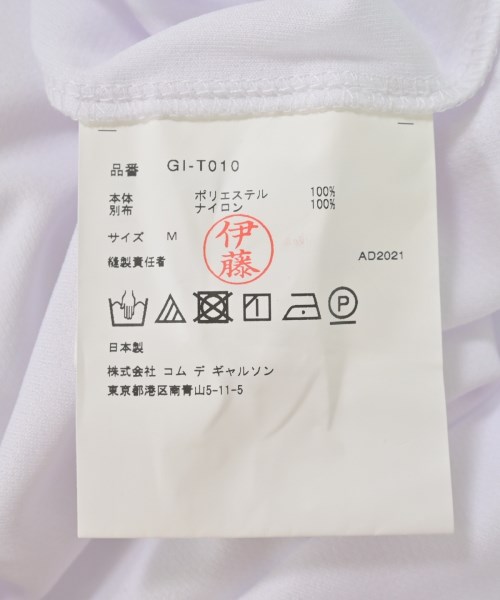 品番 GI-T010
本体 ポリエステル 100%
別布 ナイロン 100%
サイズ M
伊藤
縫製責任者 AD2021
P
日本製
株式会社 コム デ ギャルソン
東京都港区南青山5-11-5